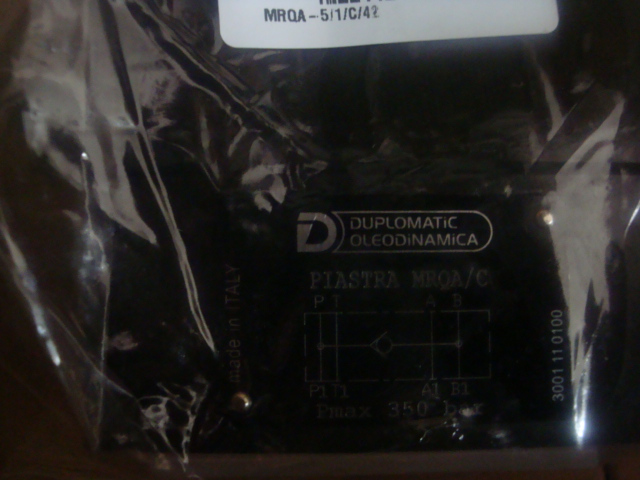 MRQA-5/1/C/42
D DUPLOMATIC
OLEODINAMICA
PIASTRA MRQA/C
P T A B
P1 T1 A1 B1
Pmax 350 bar
made in ITALY
3001 11 0100